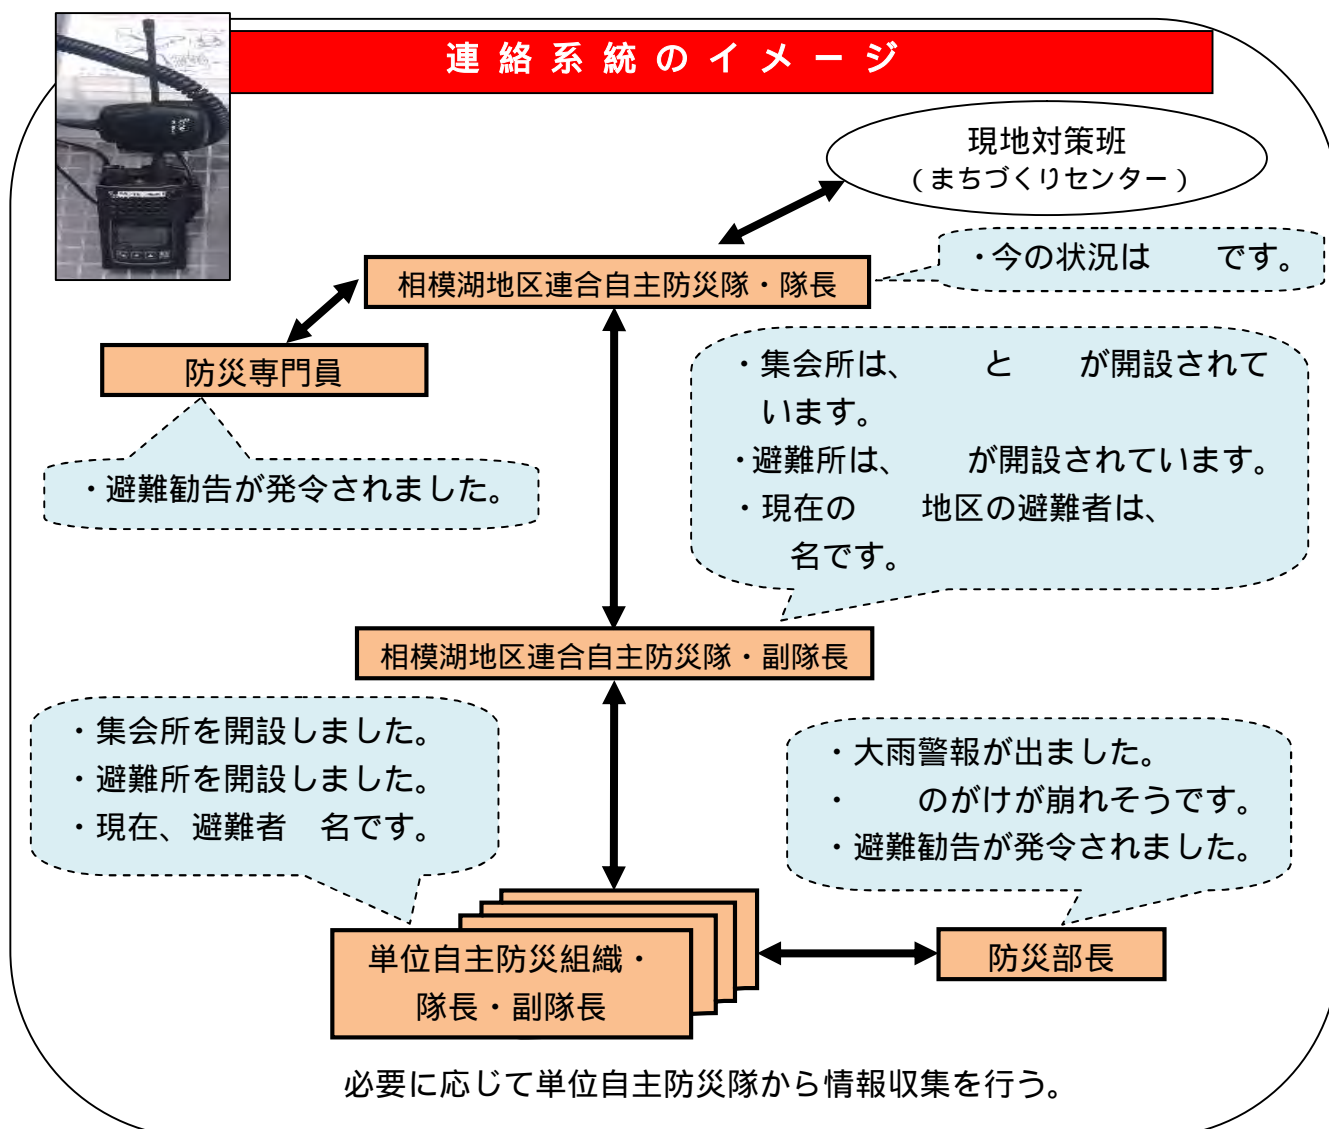 連絡系統のイメージ
現地対策班
（まちづくりセンター）
・今の状況は　　です。
相模湖地区連合自主防災隊・隊長
防災専門員
・避難勧告が発令されました。
・集会所は、　　と　　が開設されて
います。
・避難所は、　　が開設されています。
・現在の　　地区の避難者は、
名です。
相模湖地区連合自主防災隊・副隊長
・集会所を開設しました。
・避難所を開設しました。
・現在、避難者　名です。
・大雨警報が出ました。
・　　のがけが崩れそうです。
・避難勧告が発令されました。
単位自主防災組織・
隊長・副隊長
防災部長
必要に応じて単位自主防災隊から情報収集を行う。